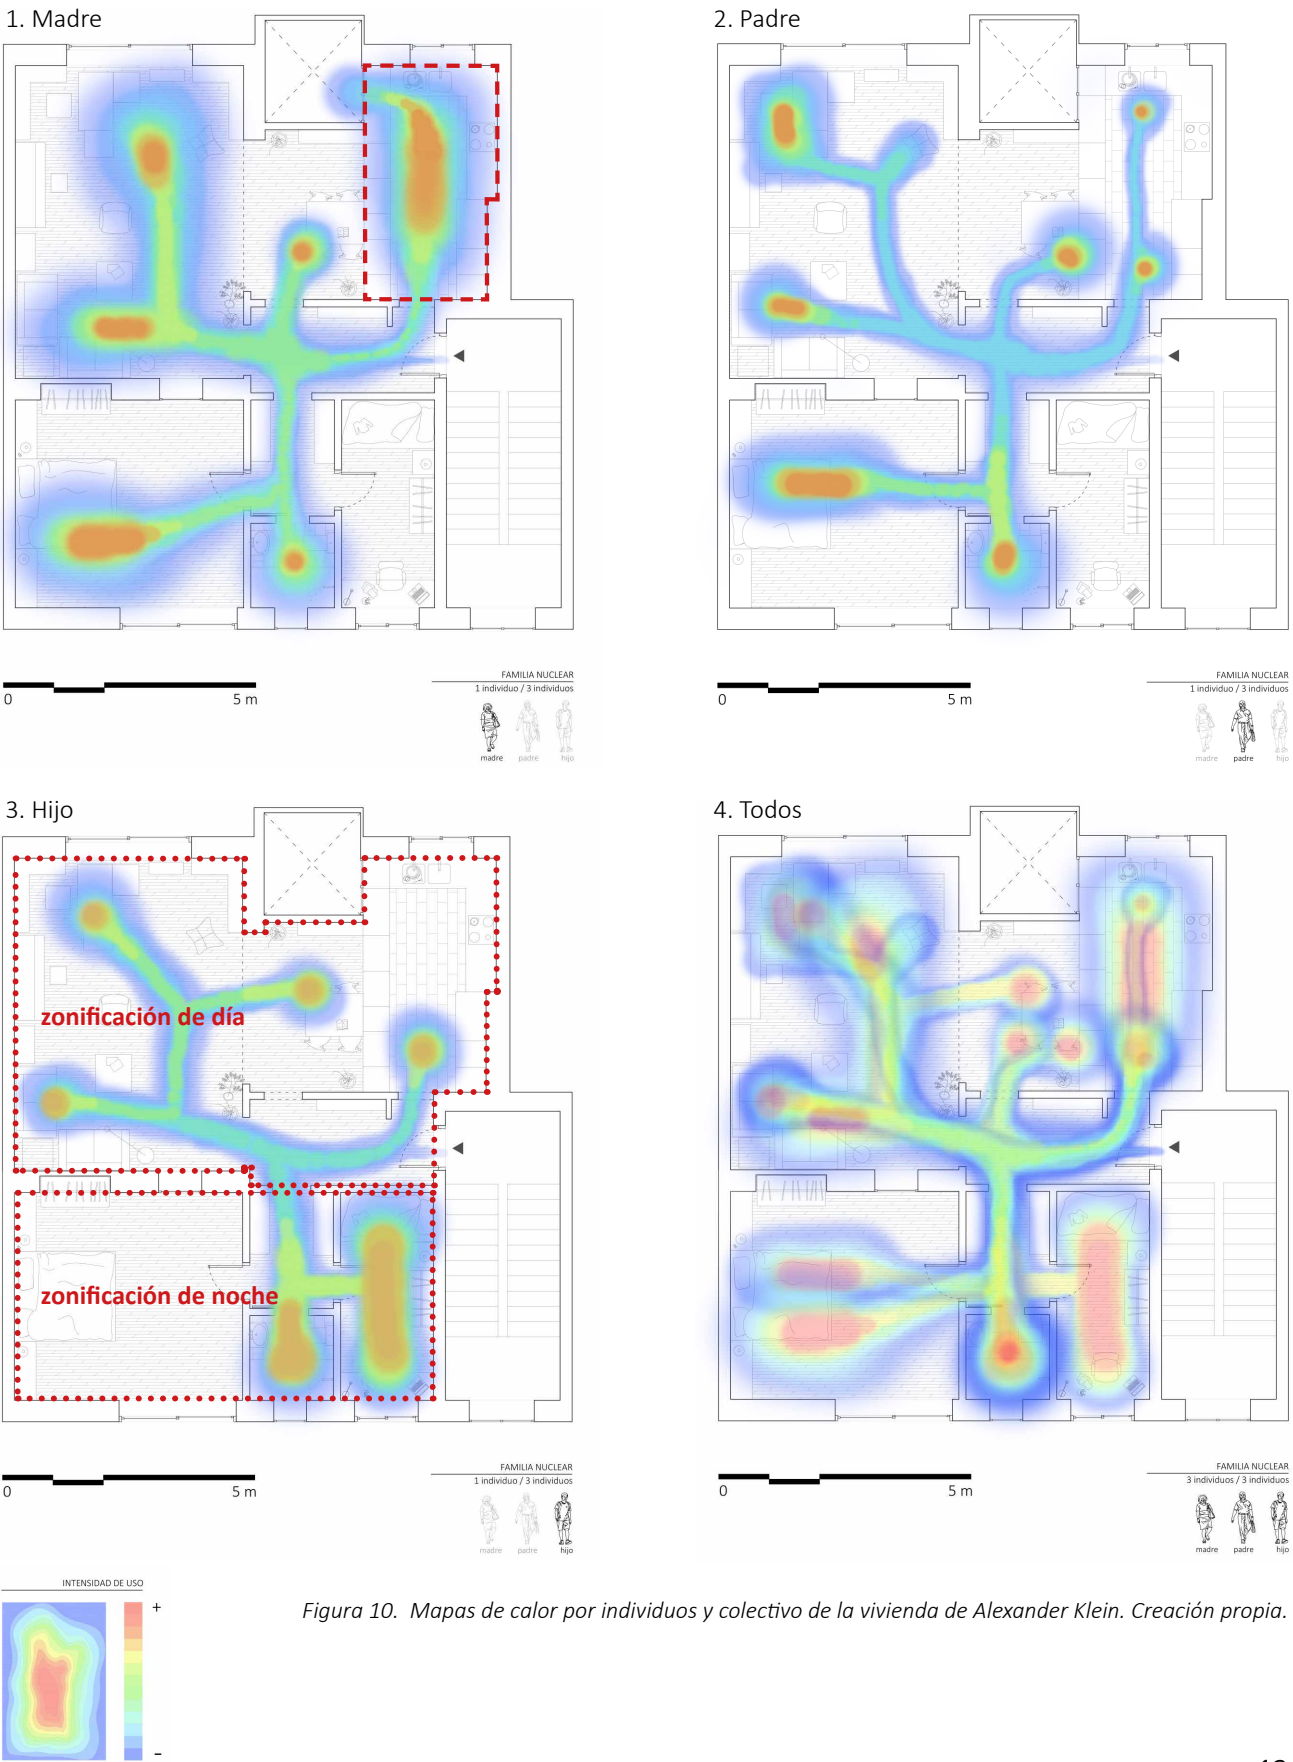 1. Madre
2. Padre
0
5 m
FAMILIA NUCLEAR
1 individuo / 3 individuos
madre
padre
hijo
0
5 m
FAMILIA NUCLEAR
1 individuo / 3 individuos
madre
padre
hijo
3. Hijo
4. Todos
zonificación de día
zonificación de noche
0
5 m
FAMILIA NUCLEAR
1 individuo / 3 individuos
madre
padre
hijo
0
5 m
FAMILIA NUCLEAR
3 individuos / 3 individuos
madre
padre
hijo
INTENSIDAD DE USO
+
-
Figura 10. Mapas de calor por individuos y colectivo de la vivienda de Alexander Klein. Creación propia.